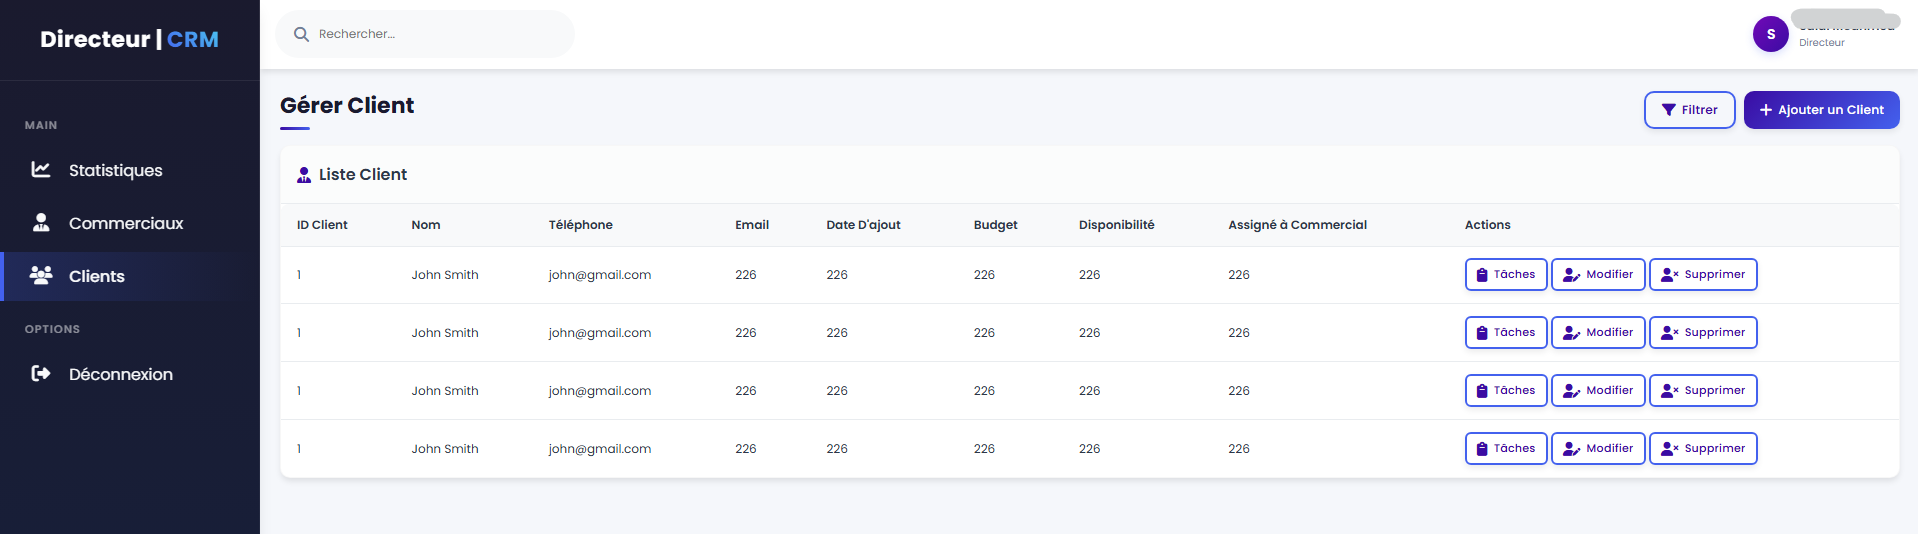 Directeur | CRM
Rechercher...
S
Directeur
MAIN
Statistiques
Commerciaux
Clients
OPTIONS
Déconnexion
Gérer Client
Filtrer
+ Ajouter un Client
Liste Client
ID Client Nom Téléphone Email Date D'ajout Budget Disponibilité Assigné à Commercial Actions
1 John Smith john@gmail.com 226 226 226 226 226 Tâches Modifier Supprimer
1 John Smith john@gmail.com 226 226 226 226 226 Tâches Modifier Supprimer
1 John Smith john@gmail.com 226 226 226 226 226 Tâches Modifier Supprimer
1 John Smith john@gmail.com 226 226 226 226 226 Tâches Modifier Supprimer